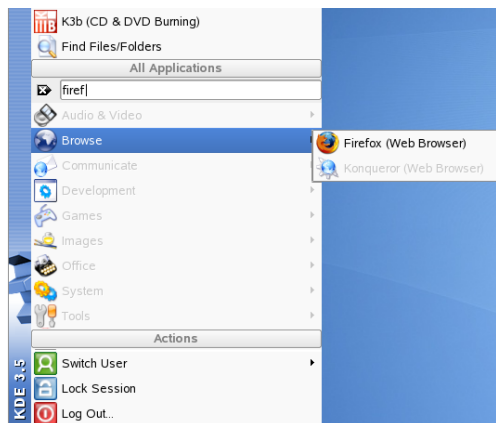 K3b (CD & DVD Burning)
Find Files/Folders
All Applications
firef
Audio & Video
Browse
Firefox (Web Browser)
Communicate
Konqueror (Web Browser)
Development
Games
Images
Office
System
Tools
Actions
Switch User
Lock Session
Log Out...
KDE 3.5